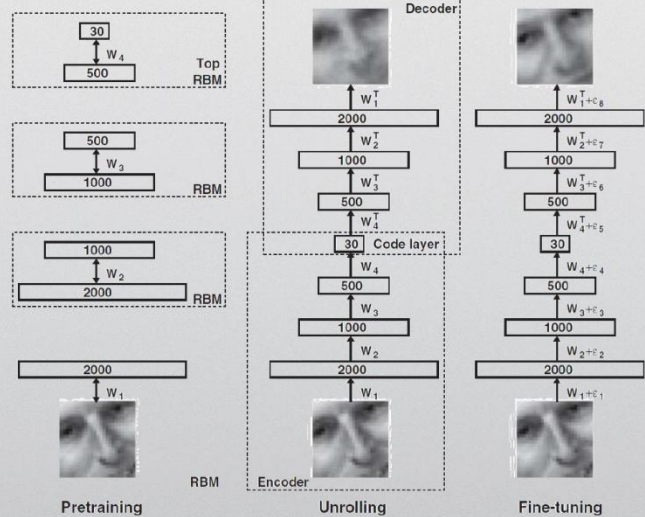 30
W₄
500
Top
RBM
500
W₃
1000
RBM
1000
W₂
2000
RBM
2000
W₁
RBM
Pretraining
Decoder
W₁ᵀ
2000
W₂ᵀ
1000
W₃ᵀ
500
W₄ᵀ
30
Code layer
W₄
500
W₃
1000
W₂
2000
W₁
Encoder
Unrolling
W₁ᵀ+ε₈
2000
W₂ᵀ+ε₇
1000
W₃ᵀ+ε₆
500
W₄ᵀ+ε₅
30
W₄+ε₄
500
W₃+ε₃
1000
W₂+ε₂
2000
W₁+ε₁
Fine-tuning